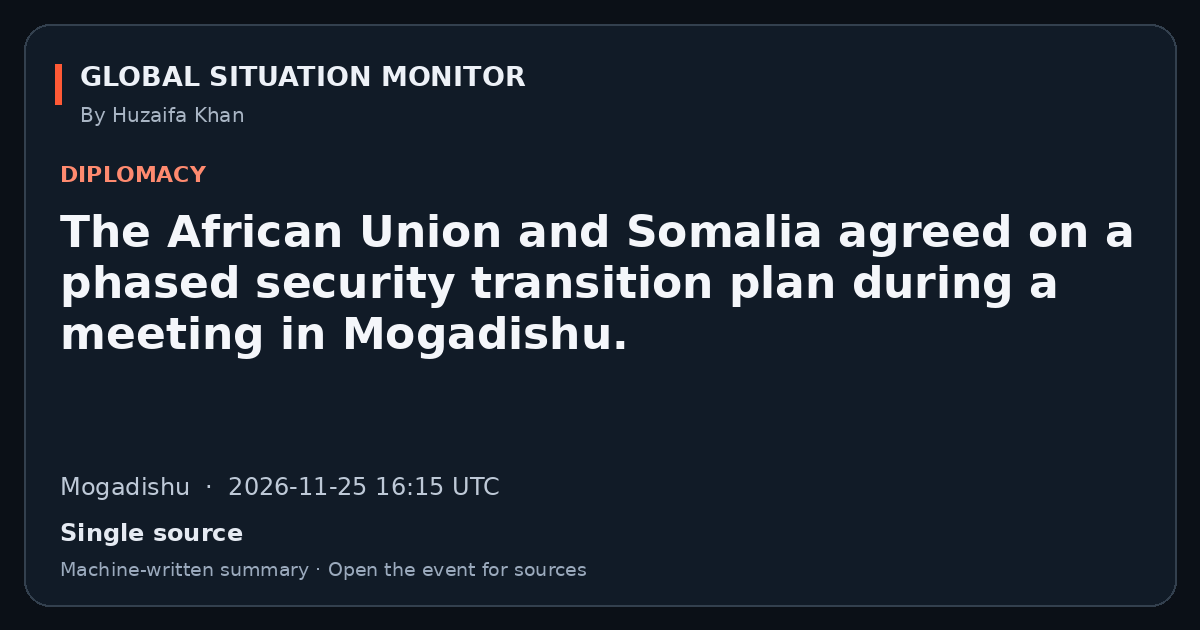 GLOBAL SITUATION MONITOR
By Huzaifa Khan
DIPLOMACY
The African Union and Somalia agreed on a
phased security transition plan during a
meeting in Mogadishu.
Mogadishu · 2026-11-25 16:15 UTC
Single source
Machine-written summary · Open the event for sources